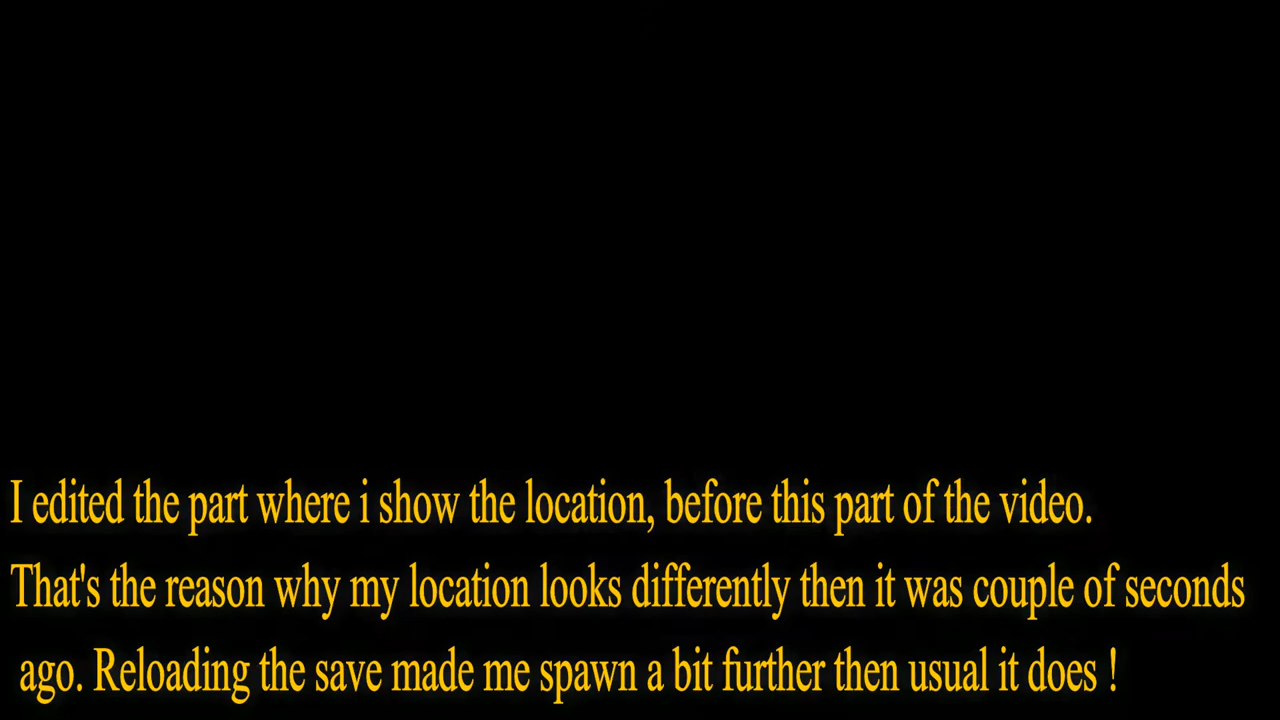 I edited the part where i show the location, before this part of the video.
That's the reason why my location looks differently then it was couple of seconds
ago. Reloading the save made me spawn a bit further then usual it does !